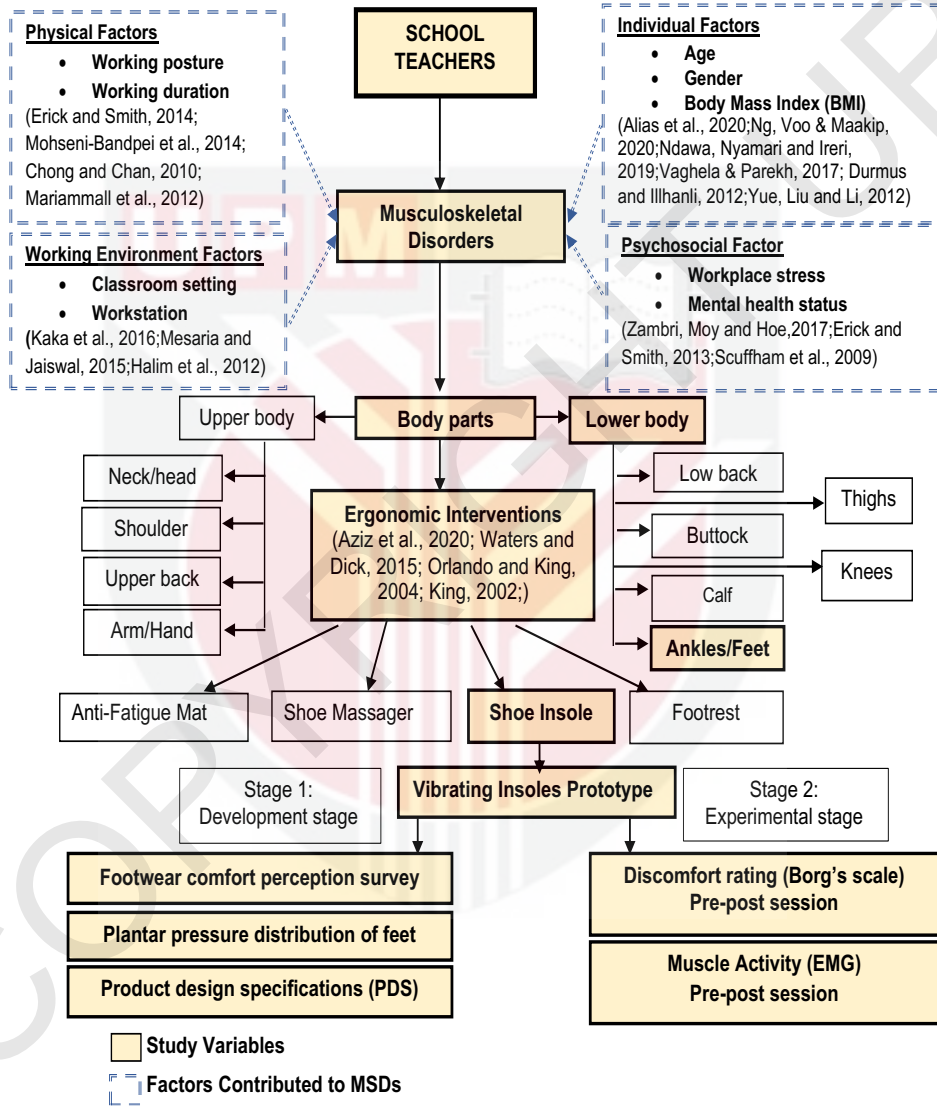 Physical Factors
• Working posture
• Working duration
(Erick and Smith, 2014;
Mohseni-Bandpei et al., 2014;
Chong and Chan, 2010;
Mariammall et al., 2012)
SCHOOL
TEACHERS
Individual Factors
• Age
• Gender
• Body Mass Index (BMI)
(Alias et al., 2020;Ng, Voo & Maakip,
2020;Ndawa, Nyamari and Ireri,
2019;Vaghela & Parekh, 2017; Durmus
and Illhanli, 2012;Yue, Liu and Li, 2012)
Musculoskeletal
Disorders
Working Environment Factors
• Classroom setting
• Workstation
(Kaka et al., 2016;Mesaria and
Jaiswal, 2015;Halim et al., 2012)
Psychosocial Factor
• Workplace stress
• Mental health status
(Zambri, Moy and Hoe,2017;Erick and
Smith, 2013;Scuffham et al., 2009)
Upper body
Body parts
Lower body
Neck/head
Shoulder
Upper back
Arm/Hand
Ergonomic Interventions
(Aziz et al., 2020; Waters and
Dick, 2015; Orlando and King,
2004; King, 2002;)
Low back
Thighs
Buttock
Knees
Calf
Ankles/Feet
Anti-Fatigue Mat
Shoe Massager
Shoe Insole
Footrest
Stage 1:
Development stage
Vibrating Insoles Prototype
Stage 2:
Experimental stage
Footwear comfort perception survey
Plantar pressure distribution of feet
Product design specifications (PDS)
Discomfort rating (Borg's scale)
Pre-post session
Muscle Activity (EMG)
Pre-post session
Study Variables
Factors Contributed to MSDs
UPM
COPYRIGHT UP